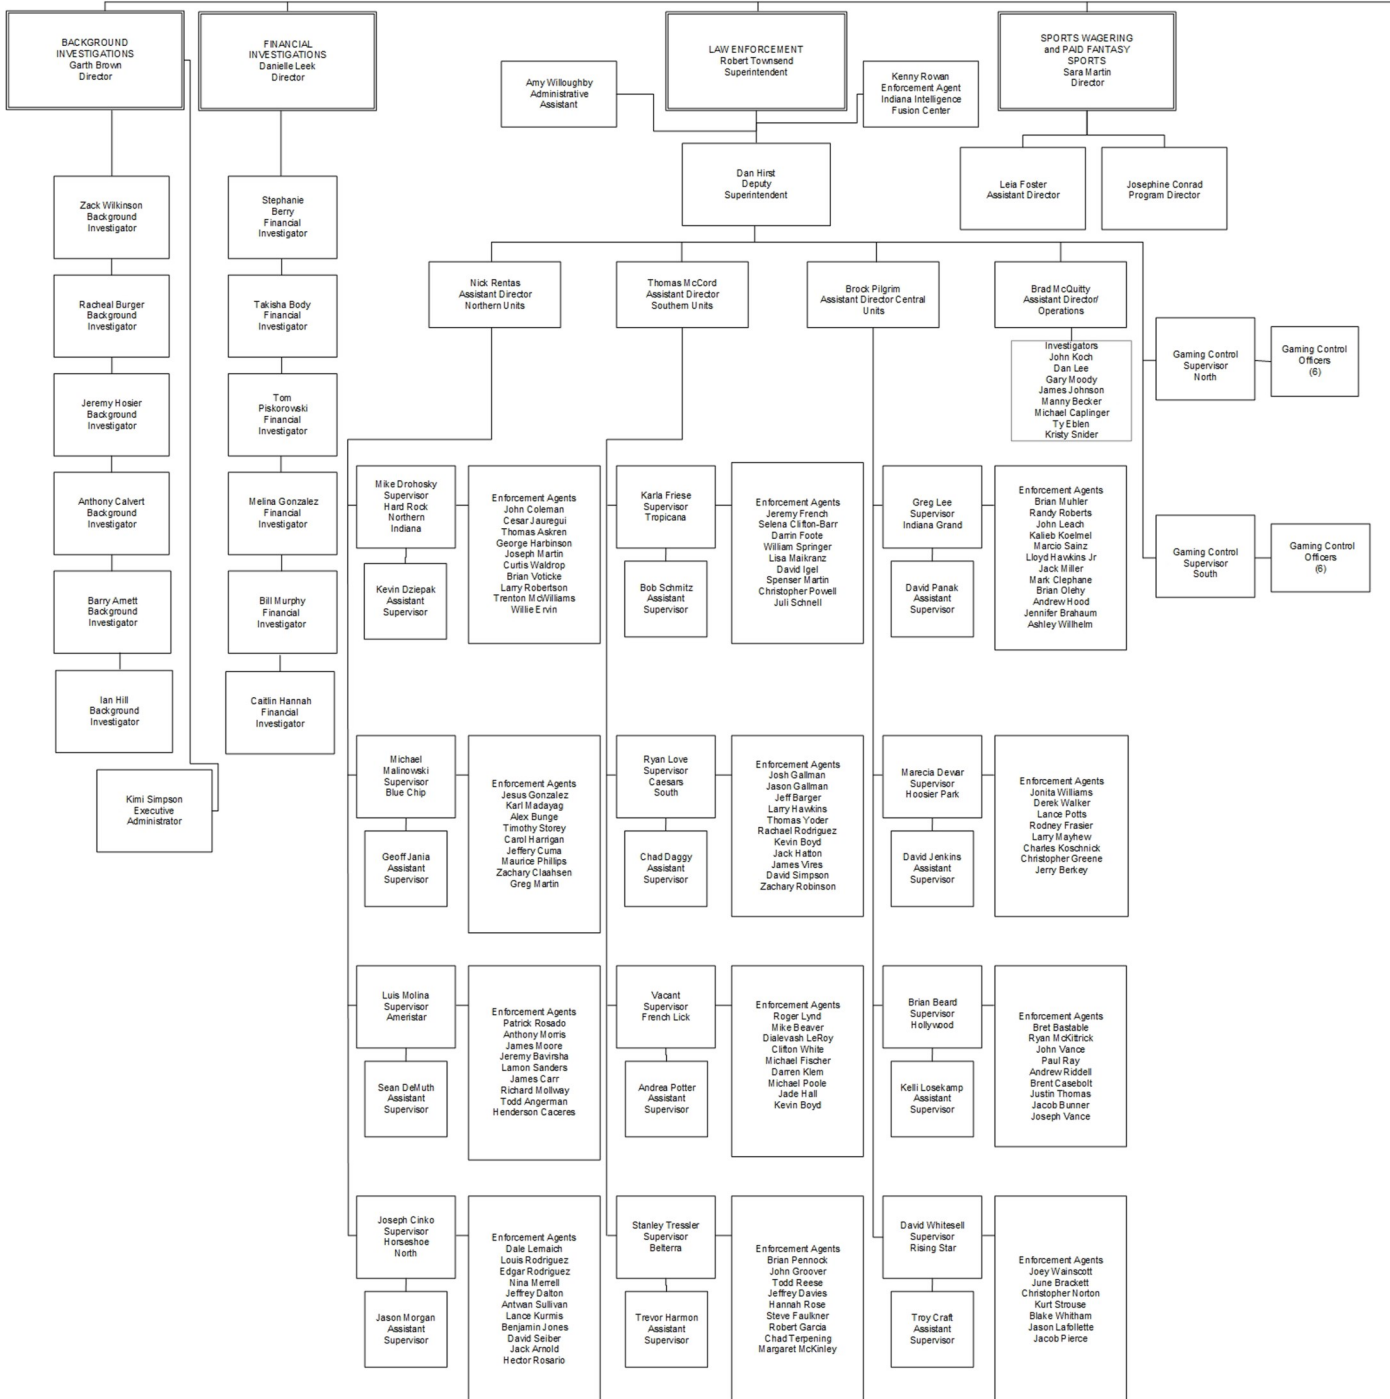 BACKGROUND
INVESTIGATIONS
Garth Brown
Director
FINANCIAL
INVESTIGATIONS
Danielle Leek
Director
LAW ENFORCEMENT
Robert Townsend
Superintendent
SPORTS WAGERING
and PAID FANTASY
SPORTS
Sara Martin
Director
Amy Willoughby
Administrative
Assistant
Kenny Rowan
Enforcement Agent
Indiana Intelligence
Fusion Center
Dan Hirst
Deputy
Superintendent
Leia Foster
Assistant Director
Josephine Conrad
Program Director
Zack Wilkinson
Background
Investigator
Racheal Burger
Background
Investigator
Jeremy Hosier
Background
Investigator
Anthony Calvert
Background
Investigator
Barry Arnett
Background
Investigator
Ian Hill
Background
Investigator
Kimi Simpson
Executive
Administrator
Stephanie
Berry
Financial
Investigator
Takisha Body
Financial
Investigator
Tom
Piskorowski
Financial
Investigator
Melina Gonzalez
Financial
Investigator
Bill Murphy
Financial
Investigator
Caitlin Hannah
Financial
Investigator
Nick Rentas
Assistant Director
Northern Units
Thomas McCord
Assistant Director
Southern Units
Brock Pilgrim
Assistant Director Central
Units
Brad McQuitty
Assistant Director/
Operations
Investigators
John Koch
Dan Lee
Gary Moody
James Johnson
Manny Becker
Michael Caplinger
Ty Eblen
Kristy Snider
Gaming Control
Supervisor
North
Gaming Control
Officers
(6)
Gaming Control
Supervisor
South
Gaming Control
Officers
(6)
Mike Drohosky
Supervisor
Hard Rock
Northern
Indiana
Kevin Dziepak
Assistant
Supervisor
Enforcement Agents
John Coleman
Cesar Jauregui
Thomas Askren
George Harbinson
Joseph Martin
Curtis Waldrop
Brian Voticke
Larry Robertson
Trenton McWilliams
Willie Ervin
Karla Friese
Supervisor
Tropicana
Bob Schmitz
Assistant
Supervisor
Enforcement Agents
Jeremy French
Selena Clifton-Barr
Darrin Foote
William Springer
Lisa Maikranz
David Igel
Spenser Martin
Christopher Powell
Juli Schnell
Greg Lee
Supervisor
Indiana Grand
David Panak
Assistant
Supervisor
Enforcement Agents
Brian Muhler
Randy Roberts
John Leach
Kalieb Koelmel
Marcio Sainz
Lloyd Hawkins Jr
Jack Miller
Mark Clephane
Brian Olehy
Andrew Hood
Jennifer Brahaum
Ashley Willhelm
Michael
Malinowski
Supervisor
Blue Chip
Geoff Jania
Assistant
Supervisor
Enforcement Agents
Jesus Gonzalez
Karl Madayag
Alex Bunge
Timothy Storey
Carol Harrigan
Jeffery Cuma
Maurice Phillips
Zachary Claahsen
Greg Martin
Ryan Love
Supervisor
Caesars
South
Chad Daggy
Assistant
Supervisor
Enforcement Agents
Josh Gallman
Jason Gallman
Jeff Barger
Larry Hawkins
Thomas Yoder
Rachael Rodriguez
Kevin Boyd
Jack Hatton
James Vires
David Simpson
Zachary Robinson
Marecia Dewar
Supervisor
Hoosier Park
David Jenkins
Assistant
Supervisor
Enforcement Agents
Jonita Williams
Derek Walker
Lance Potts
Rodney Frasier
Larry Mayhew
Charles Koschnick
Christopher Greene
Jerry Berkey
Luis Molina
Supervisor
Ameristar
Sean DeMuth
Assistant
Supervisor
Enforcement Agents
Patrick Rosado
Anthony Morris
James Moore
Jeremy Bavirsha
Lamon Sanders
James Carr
Richard Mollway
Todd Angerman
Henderson Caceres
Vacant
Supervisor
French Lick
Andrea Potter
Assistant
Supervisor
Enforcement Agents
Roger Lynd
Mike Beaver
Dialevash LeRoy
Clifton White
Michael Fischer
Darren Klem
Michael Poole
Jade Hall
Kevin Boyd
Brian Beard
Supervisor
Hollywood
Kelli Losekamp
Assistant
Supervisor
Enforcement Agents
Bret Bastable
Ryan McKittrick
John Vance
Paul Ray
Andrew Riddell
Brent Casebolt
Justin Thomas
Jacob Bunner
Joseph Vance
Joseph Cinko
Supervisor
Horseshoe
North
Jason Morgan
Assistant
Supervisor
Enforcement Agents
Dale Lemaich
Louis Rodriguez
Edgar Rodriguez
Nina Merrell
Jeffrey Dalton
Antwan Sullivan
Lance Kurmis
Benjamin Jones
David Seiber
Jack Arnold
Hector Rosario
Stanley Tressler
Supervisor
Belterra
Trevor Harmon
Assistant
Supervisor
Enforcement Agents
Brian Pennock
John Groover
Todd Reese
Jeffrey Davies
Hannah Rose
Steve Faulkner
Robert Garcia
Chad Terpening
Margaret McKinley
David Whitesell
Supervisor
Rising Star
Troy Craft
Assistant
Supervisor
Enforcement Agents
Joey Wainscott
June Brackett
Christopher Norton
Kurt Strouse
Blake Whitham
Jason Lafollette
Jacob Pierce